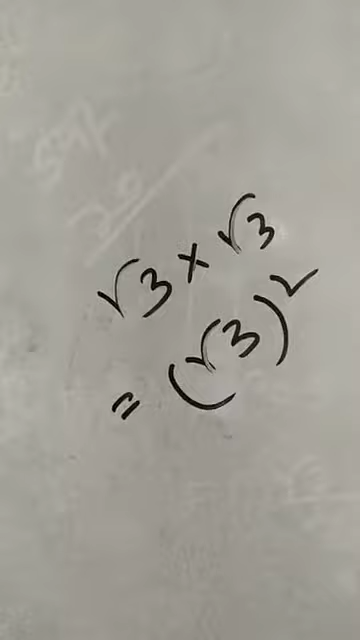 √3 × √3
= (√3)²